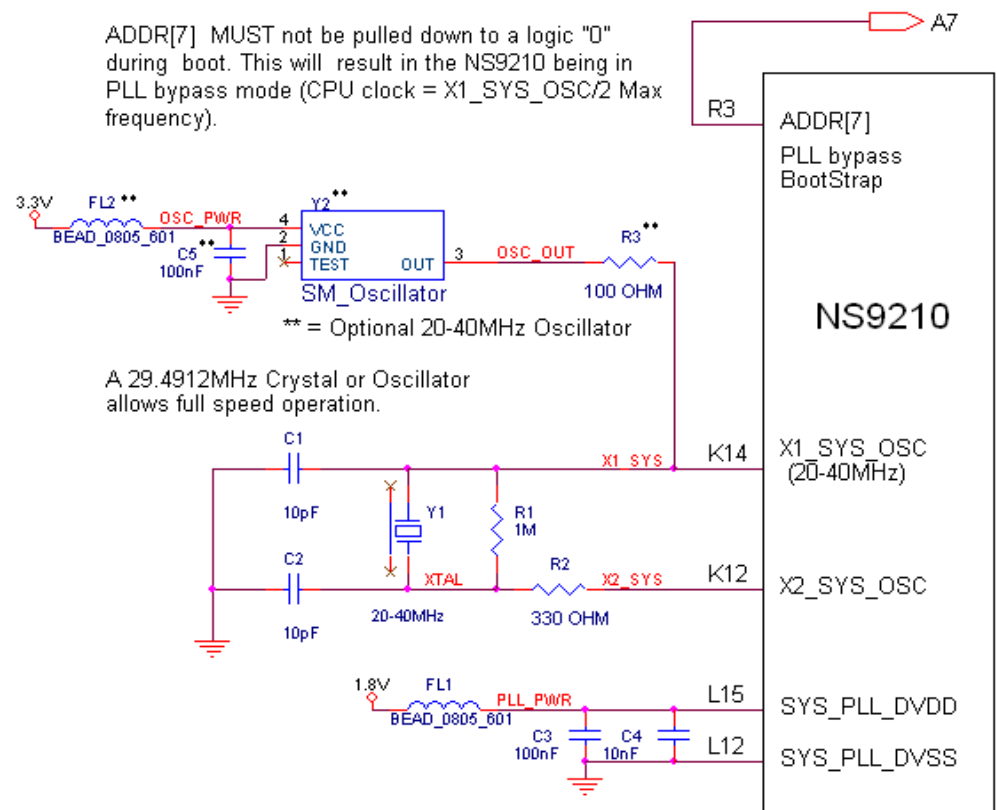 ADDR[7] MUST not be pulled down to a logic "0"
during boot. This will result in the NS9210 being in
PLL bypass mode (CPU clock = X1_SYS_OSC/2 Max
frequency).
A7
R3
ADDR[7]
PLL bypass
BootStrap
3.3V
FL2 **
OSC_PWR
BEAD_0805_601
C5 **
100nF
Y2 **
4
2
1
VCC
GND
TEST
OUT
3
SM_Oscillator
OSC_OUT
R3 **
100 OHM
** = Optional 20-40MHz Oscillator
NS9210
A 29.4912MHz Crystal or Oscillator
allows full speed operation.
C1
10pF
X1_SYS
K14
X1_SYS_OSC
(20-40MHz)
Y1
R1
1M
C2
10pF
XTAL
20-40MHz
R2
330 OHM
X2_SYS
K12
X2_SYS_OSC
1.8V
FL1
BEAD_0805_601
PLL_PWR
L15
SYS_PLL_DVDD
C3
100nF
C4
10nF
L12
SYS_PLL_DVSS